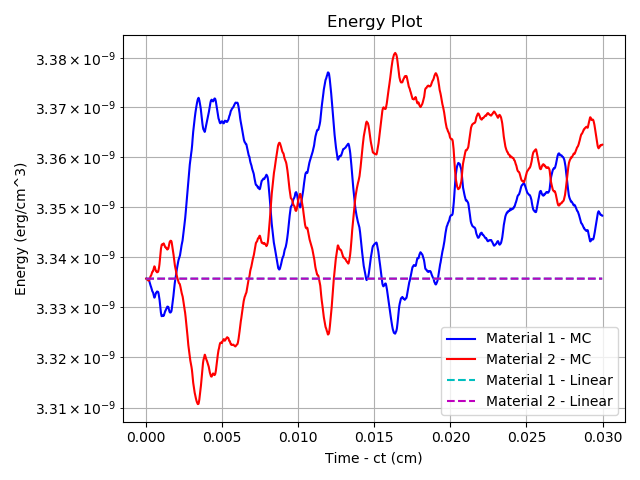 Energy Plot
Energy (erg/cm^3)
3.38 × 10⁻⁹
3.37 × 10⁻⁹
3.36 × 10⁻⁹
3.35 × 10⁻⁹
3.34 × 10⁻⁹
3.33 × 10⁻⁹
3.32 × 10⁻⁹
3.31 × 10⁻⁹
Material 1 - MC
Material 2 - MC
Material 1 - Linear
Material 2 - Linear
0.000 0.005 0.010 0.015 0.020 0.025 0.030
Time - ct (cm)